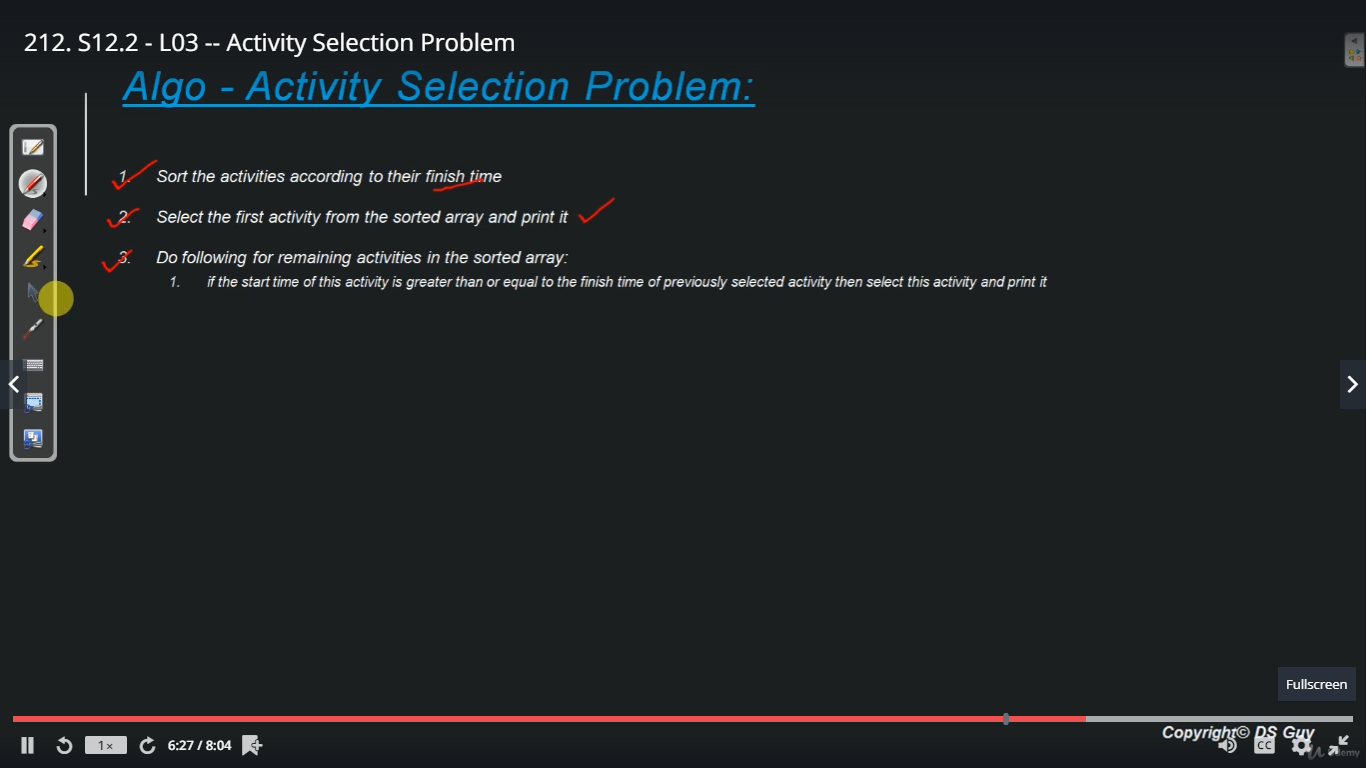 212. S12.2 - L03 -- Activity Selection Problem
Algo - Activity Selection Problem:
1. Sort the activities according to their finish time
2. Select the first activity from the sorted array and print it
3. Do following for remaining activities in the sorted array:
1. if the start time of this activity is greater than or equal to the finish time of previously selected activity then select this activity and print it
Fullscreen
Copyright© DS Guy
1× 6:27 / 8:04 CC